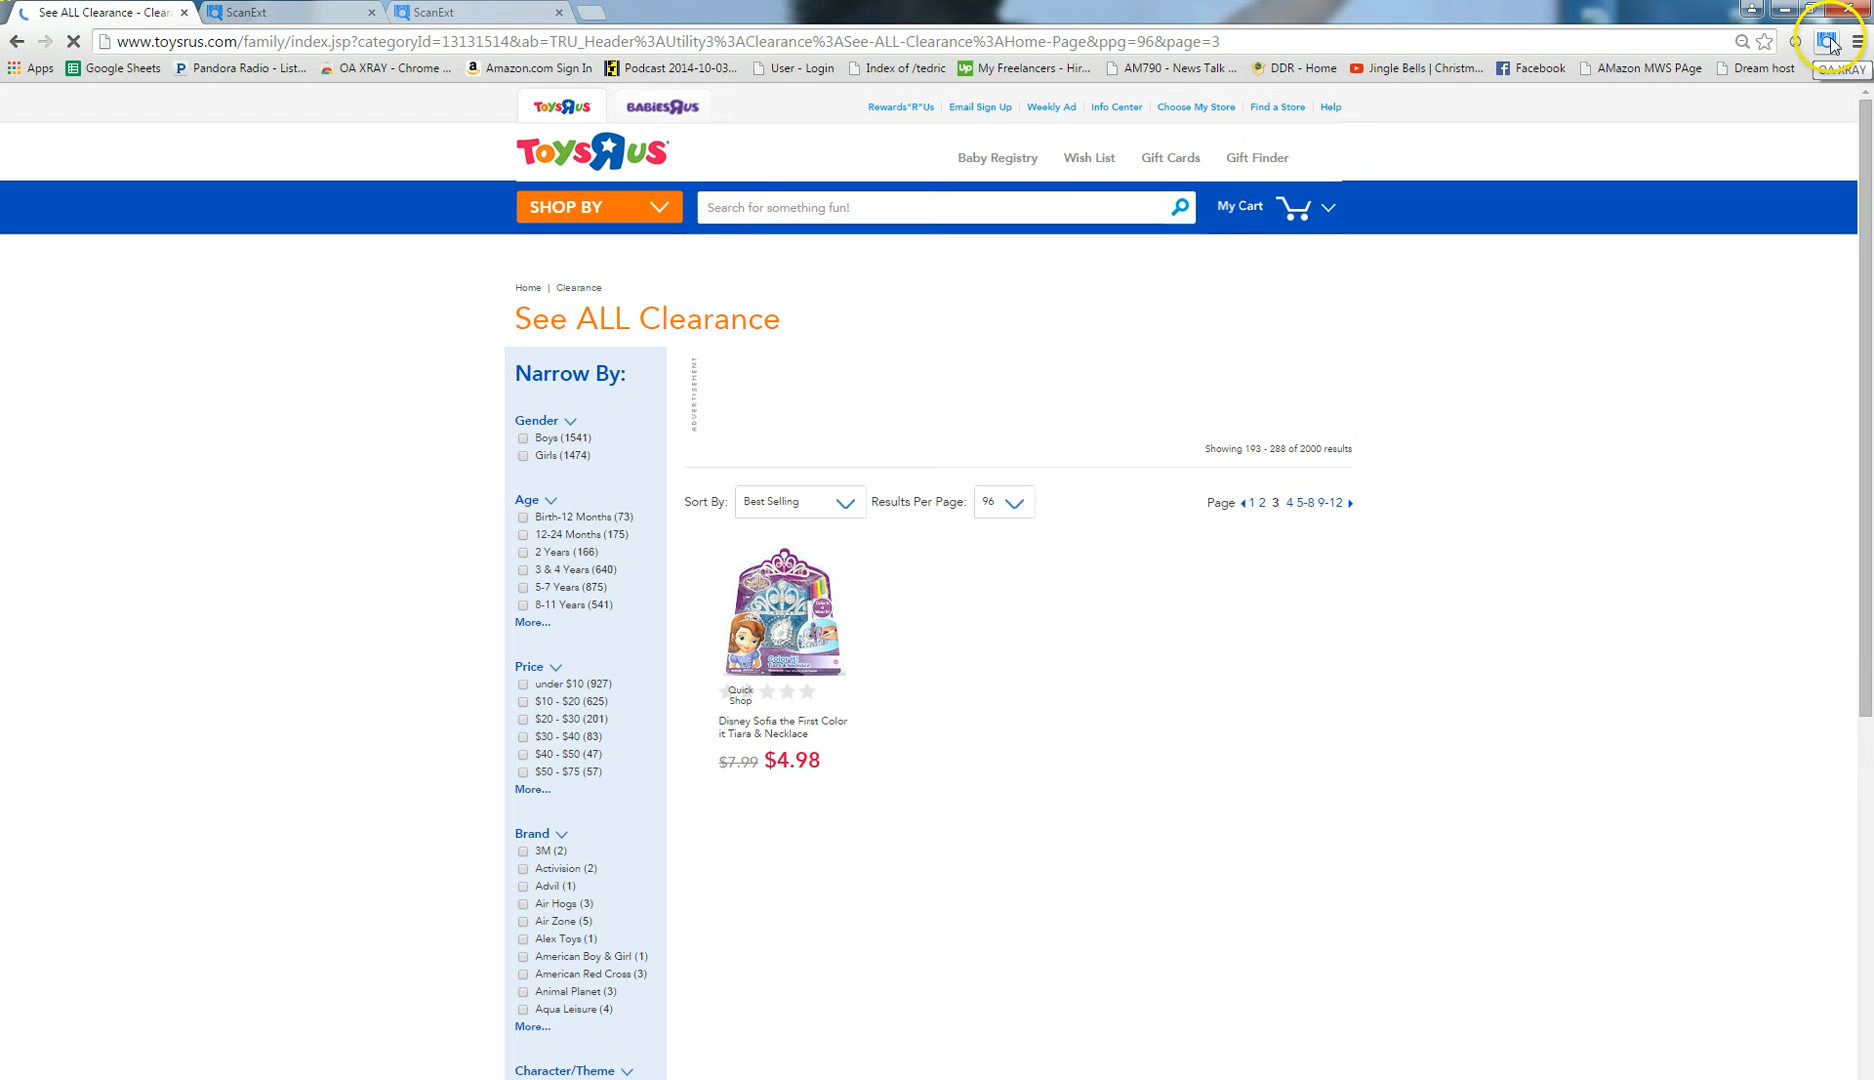 See ALL Clearance - Clear
ScanExt
ScanExt
www.toysrus.com/family/index.jsp?categoryId=13131514&ab=TRU_Header%3AUtility3%3AClearance%3ASee-ALL-Clearance%3AHome-Page&ppg=96&page=3
Apps Google Sheets Pandora Radio - List... OA XRAY - Chrome ... Amazon.com Sign In Podcast 2014-10-03... User - Login Index of /tedric My Freelancers - Hir... AM790 - News Talk ... DDR - Home Jingle Bells | Christm... Facebook AMazon MWS PAge Dream host OA XRAY
ToysRus BabiesRus Rewards"R"Us Email Sign Up Weekly Ad Info Center Choose My Store Find a Store Help
ToysRus
Baby Registry Wish List Gift Cards Gift Finder
SHOP BY Search for something fun! My Cart
Home | Clearance
See ALL Clearance
Narrow By:
ADVERTISEMENT
Gender
Boys (1541)
Girls (1474)
Showing 193 - 288 of 2000 results
Sort By: Best Selling Results Per Page: 96 Page 1 2 3 4 5-8 9-12
Age
Birth-12 Months (73)
12-24 Months (175)
2 Years (166)
3 & 4 Years (640)
5-7 Years (875)
8-11 Years (541)
More...
Price
under $10 (927)
$10 - $20 (625)
$20 - $30 (201)
$30 - $40 (83)
$40 - $50 (47)
$50 - $75 (57)
More...
Quick
Shop
Disney Sofia the First Color
it Tiara & Necklace
$7.99 $4.98
Brand
3M (2)
Activision (2)
Advil (1)
Air Hogs (3)
Air Zone (5)
Alex Toys (1)
American Boy & Girl (1)
American Red Cross (3)
Animal Planet (3)
Aqua Leisure (4)
More...
Character/Theme